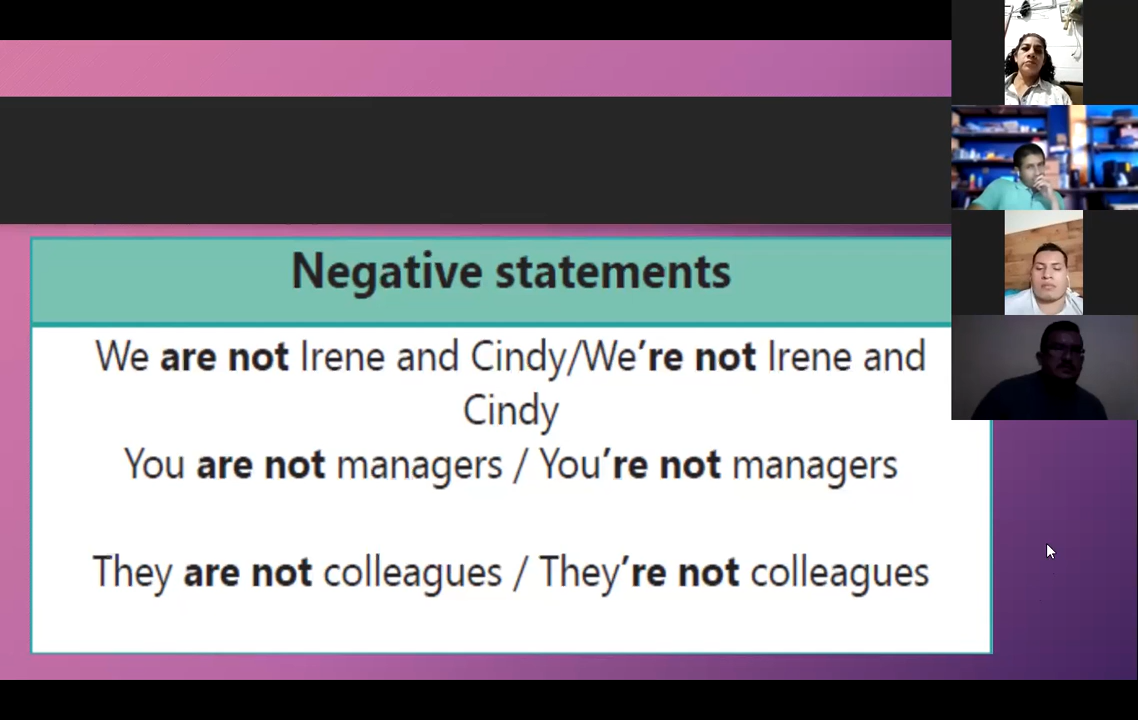 Negative statements
We are not Irene and Cindy/We're not Irene and
Cindy
You are not managers / You're not managers
They are not colleagues / They're not colleagues